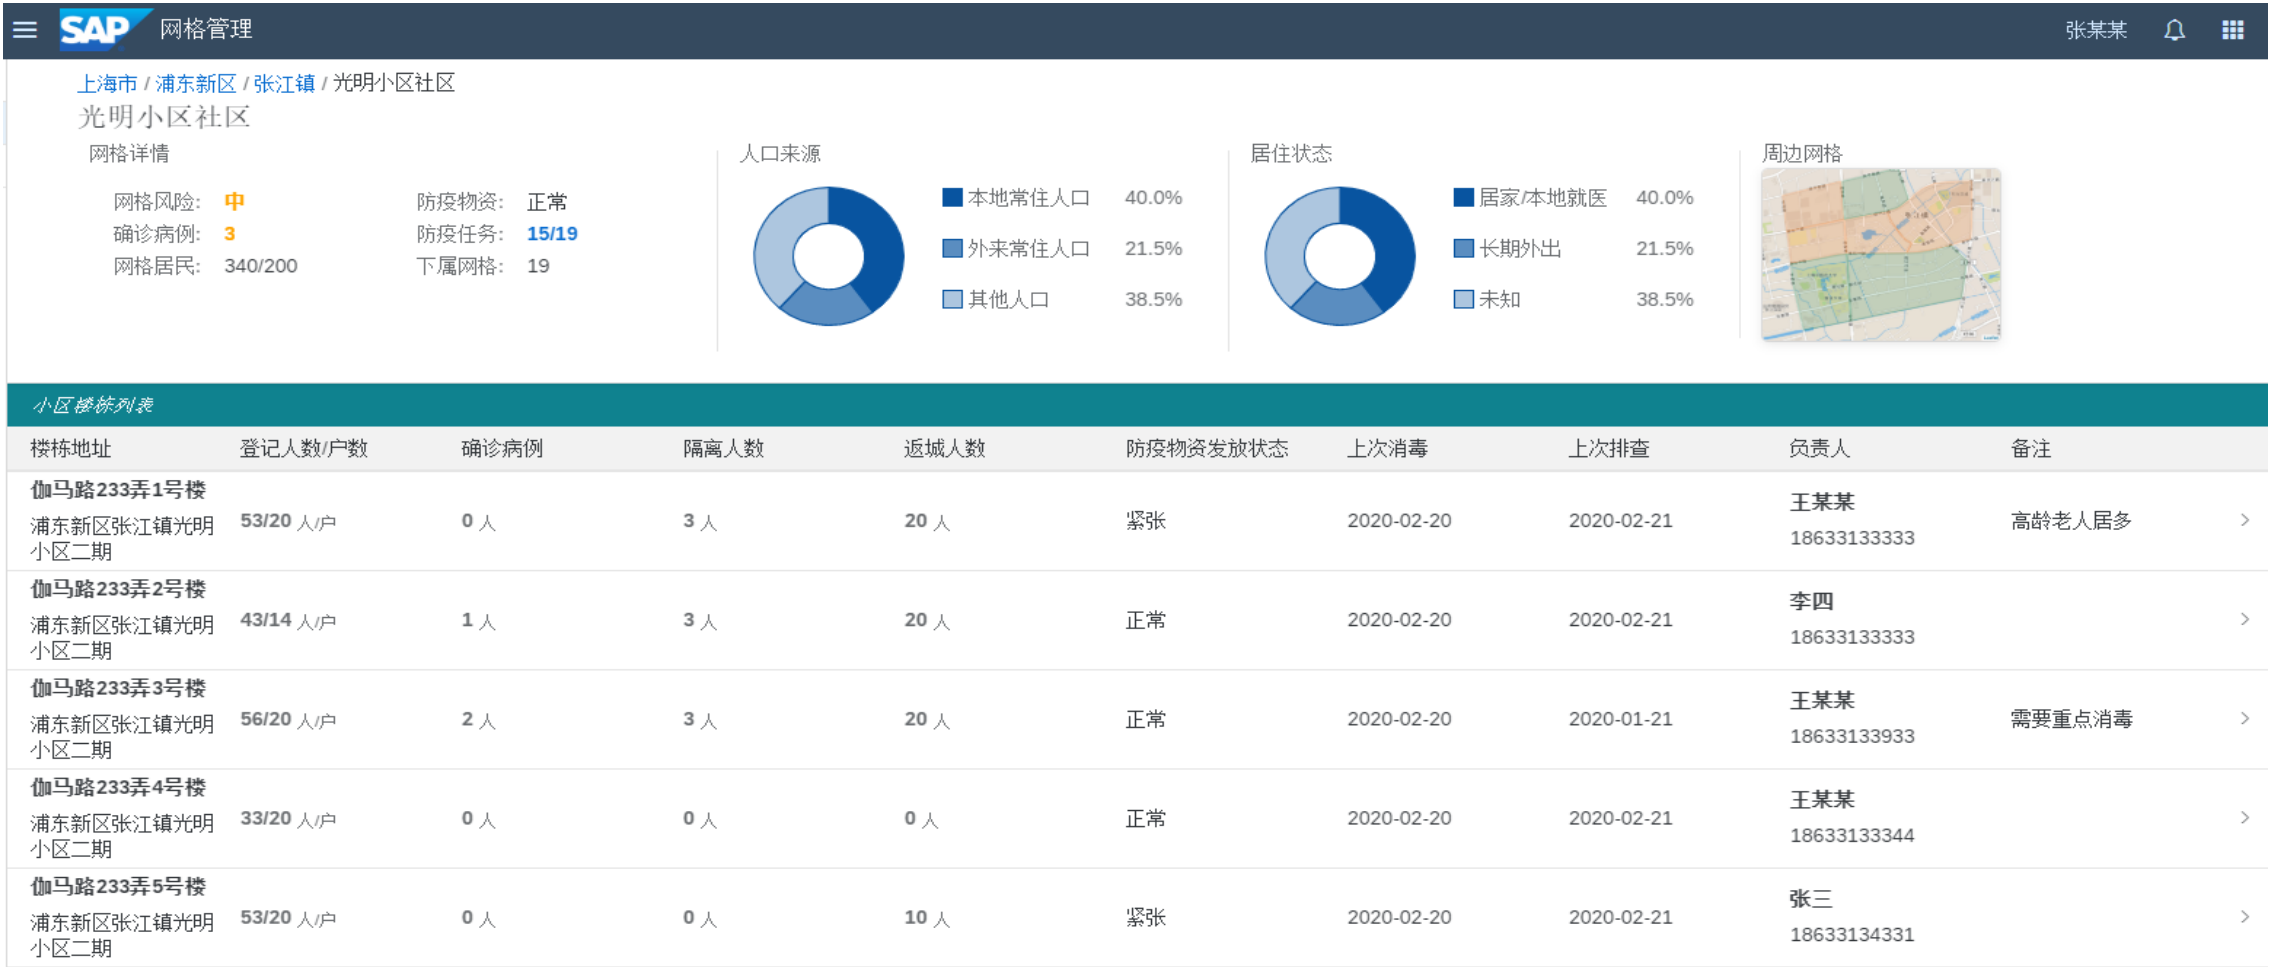 SAP 网格管理 张某某
上海市 / 浦东新区 / 张江镇 / 光明小区社区
光明小区社区
网格详情
网格风险: 中 防疫物资: 正常
确诊病例: 3 防疫任务: 15/19
网格居民: 340/200 下属网格: 19
人口来源
本地常住人口 40.0%
外来常住人口 21.5%
其他人口 38.5%
居住状态
居家/本地就医 40.0%
长期外出 21.5%
未知 38.5%
周边网格
小区楼栋列表
楼栋地址 登记人数/户数 确诊病例 隔离人数 返城人数 防疫物资发放状态 上次消毒 上次排查 负责人 备注
伽马路233弄1号楼
浦东新区张江镇光明
小区二期
53/20 人/户 0 人 3 人 20 人 紧张 2020-02-20 2020-02-21
王某某
18633133333
高龄老人居多
伽马路233弄2号楼
浦东新区张江镇光明
小区二期
43/14 人/户 1 人 3 人 20 人 正常 2020-02-20 2020-02-21
李四
18633133333
伽马路233弄3号楼
浦东新区张江镇光明
小区二期
56/20 人/户 2 人 3 人 20 人 正常 2020-02-20 2020-01-21
王某某
18633133933
需要重点消毒
伽马路233弄4号楼
浦东新区张江镇光明
小区二期
33/20 人/户 0 人 0 人 0 人 正常 2020-02-20 2020-02-21
王某某
18633133344
伽马路233弄5号楼
浦东新区张江镇光明
小区二期
53/20 人/户 0 人 0 人 10 人 紧张 2020-02-20 2020-02-21
张三
18633134331